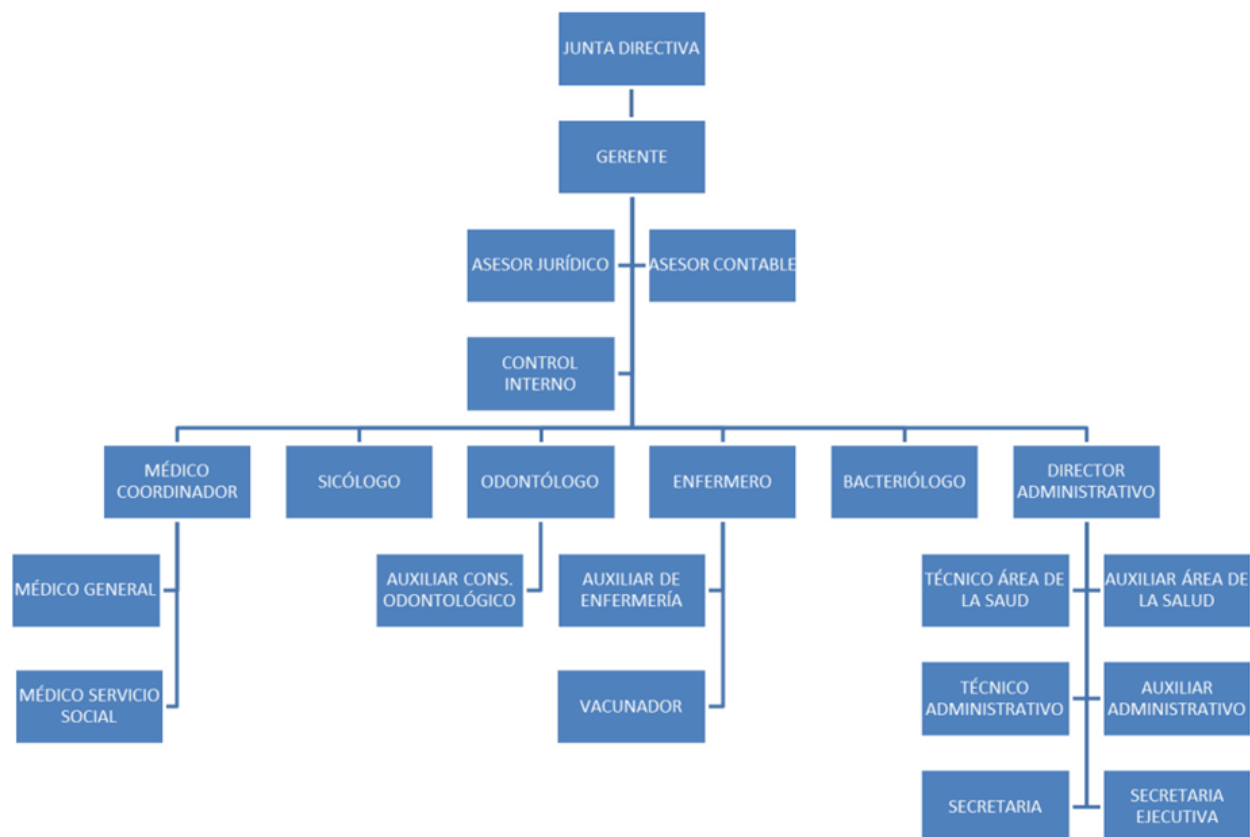 JUNTA DIRECTIVA
GERENTE
ASESOR JURÍDICO
ASESOR CONTABLE
CONTROL
INTERNO
MÉDICO
COORDINADOR
SICÓLOGO
ODONTÓLOGO
ENFERMERO
BACTERIÓLOGO
DIRECTOR
ADMINISTRATIVO
MÉDICO GENERAL
AUXILIAR CONS.
ODONTOLÓGICO
AUXILIAR DE
ENFERMERÍA
TÉCNICO ÁREA DE
LA SAUD
AUXILIAR ÁREA DE
LA SALUD
MÉDICO SERVICIO
SOCIAL
VACUNADOR
TÉCNICO
ADMINISTRATIVO
AUXILIAR
ADMINISTRATIVO
SECRETARIA
SECRETARIA
EJECUTIVA